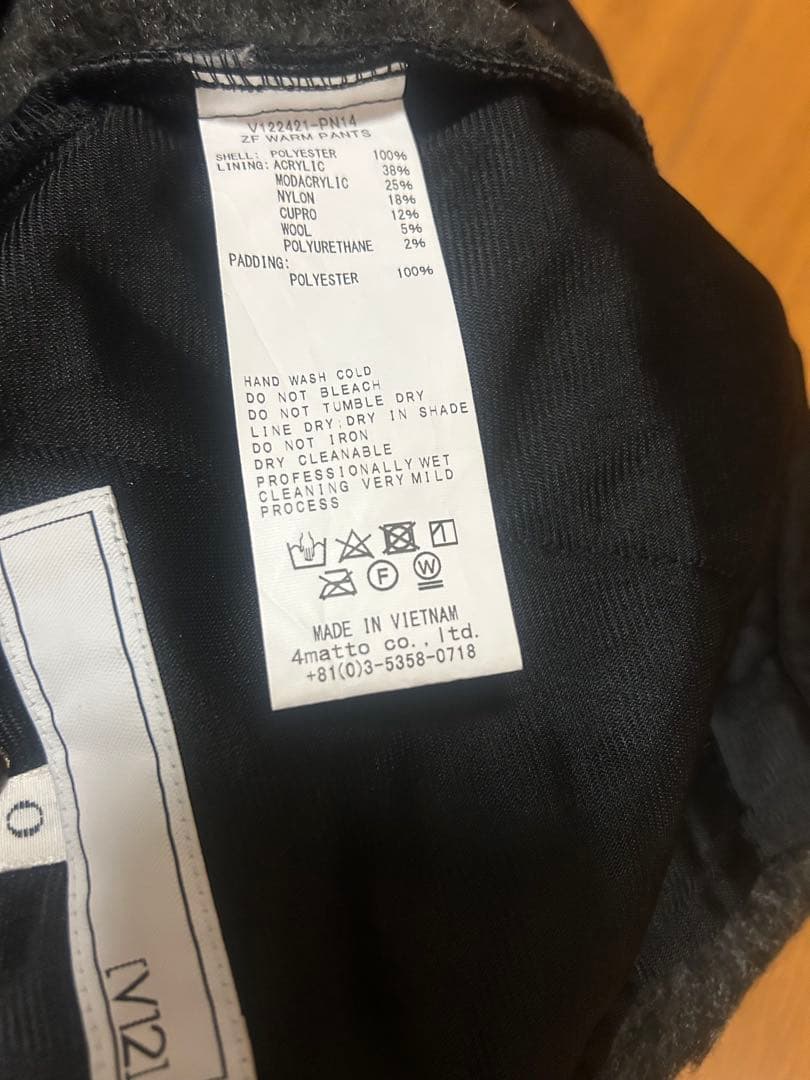 V122421-PN14
ZF WARM PANTS
SHELL: POLYESTER 100%
LINING: ACRYLIC 38%
MODACRYLIC 25%
NYLON 18%
CUPRO 12%
WOOL 5%
POLYURETHANE 2%
PADDING:
POLYESTER 100%
HAND WASH COLD
DO NOT BLEACH
DO NOT TUMBLE DRY
LINE DRY;DRY IN SHADE
DO NOT IRON
DRY CLEANABLE
PROFESSIONALLY WET
CLEANING VERY MILD
PROCESS
F W
MADE IN VIETNAM
4matto co., ltd.
+81(0)3-5358-0718
0
[V12]